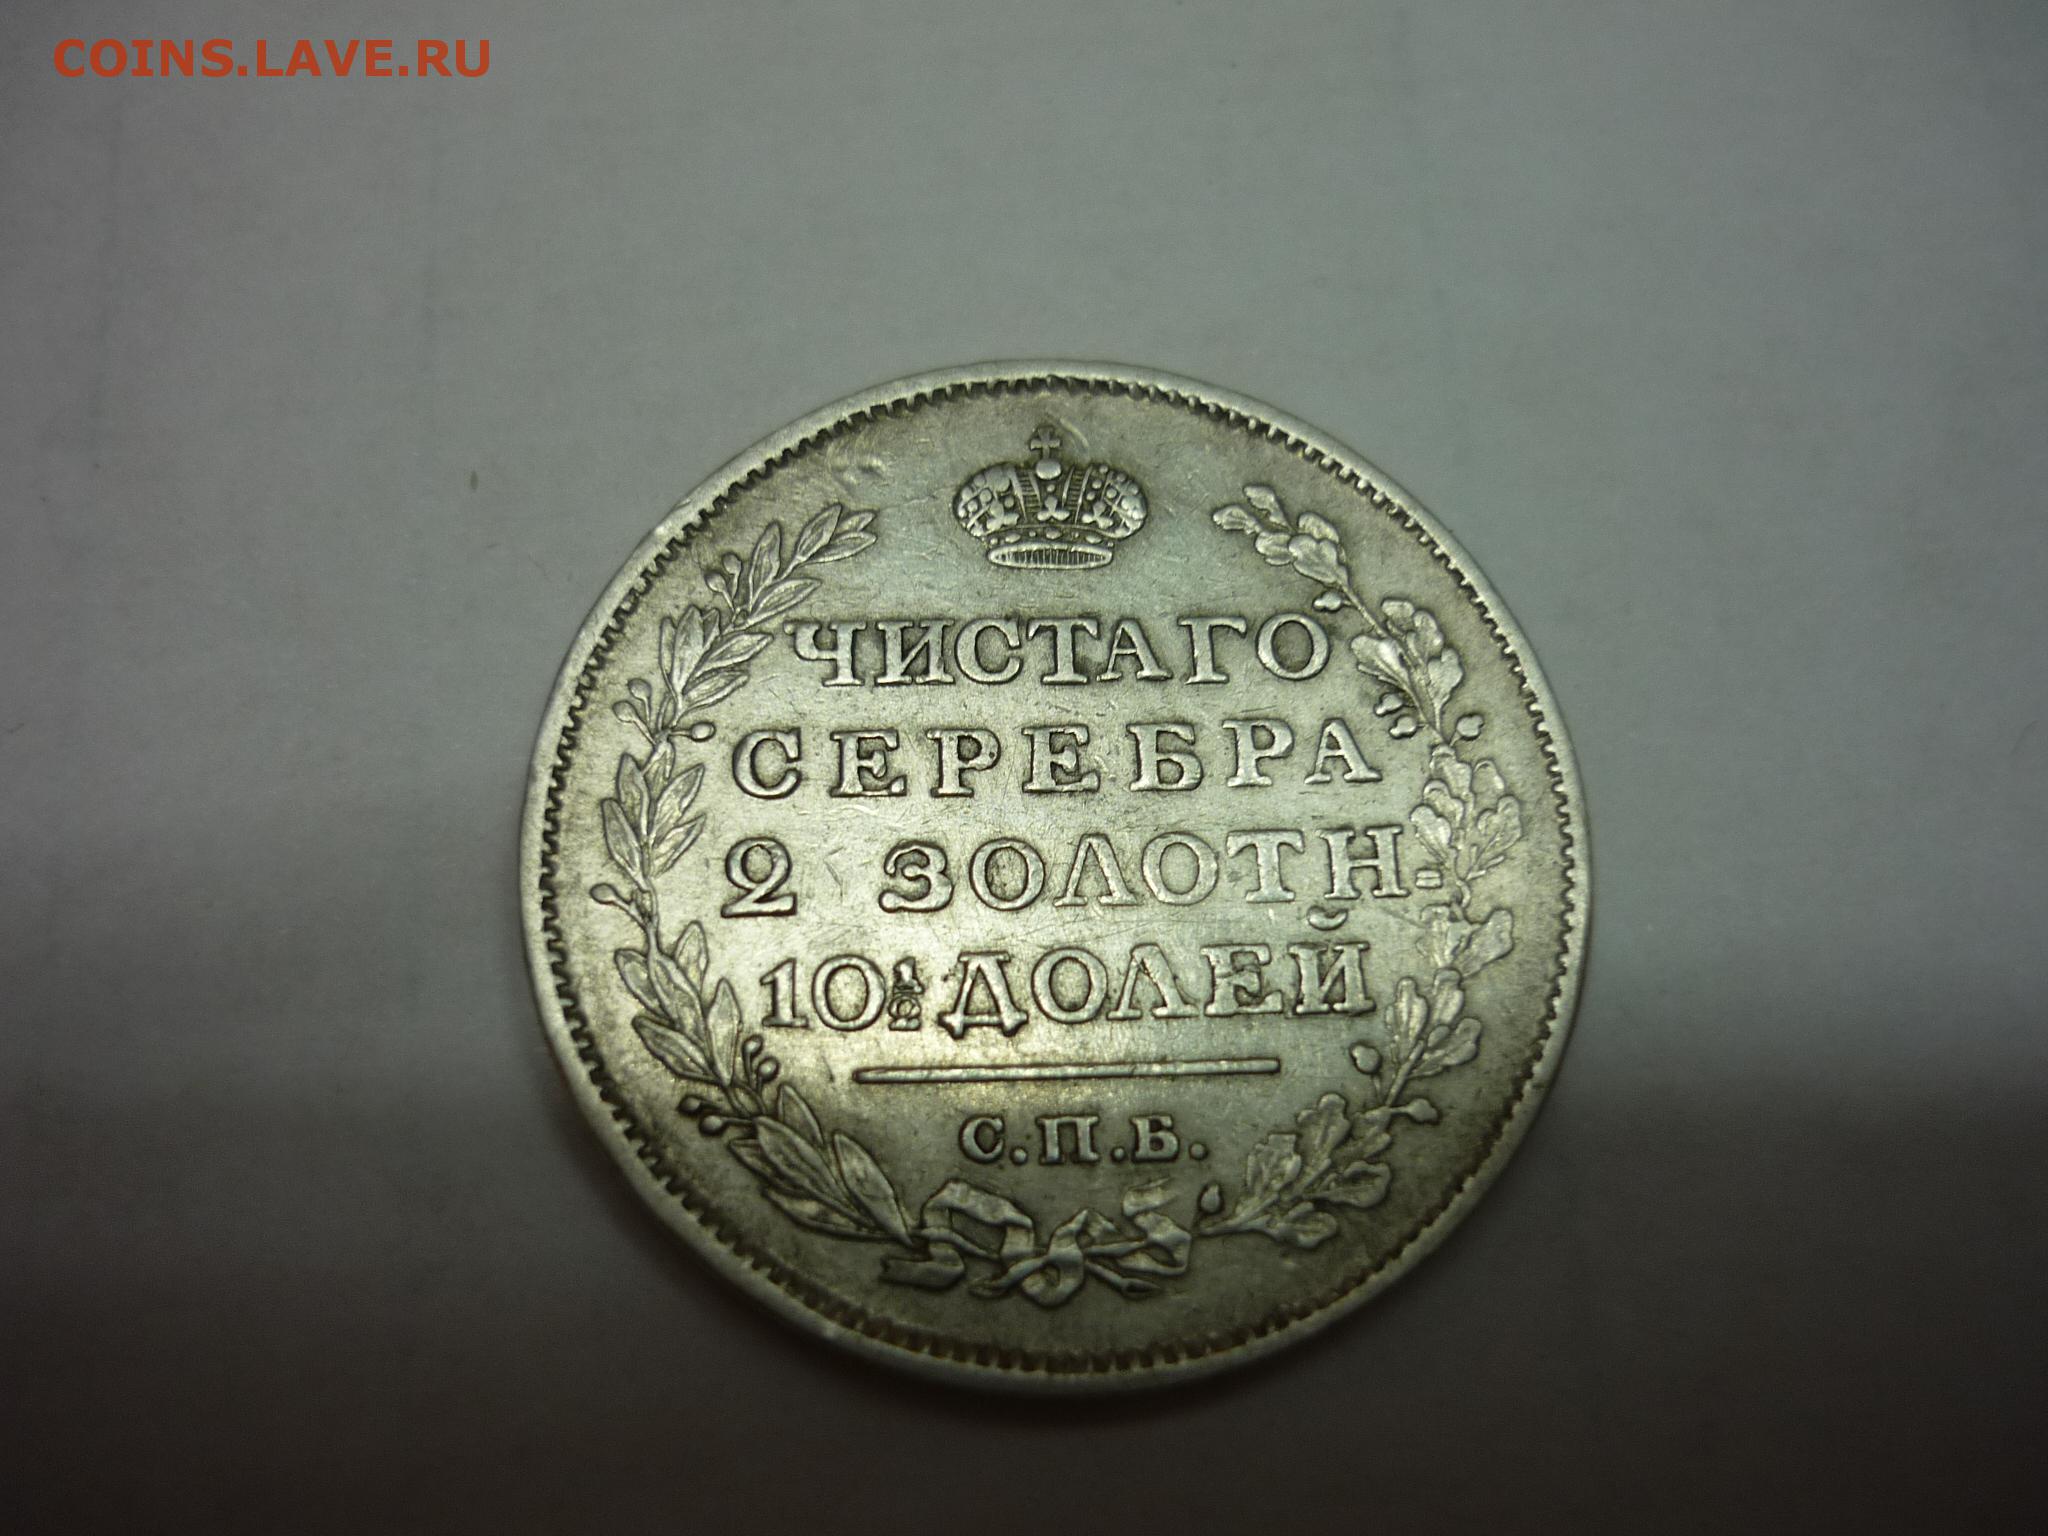 COINS.LAVE.RU
ЧИСТАГО
СЕРЕБРА
2 ЗОЛОТН=
10½ ДОЛЕЙ
С.П.Б.